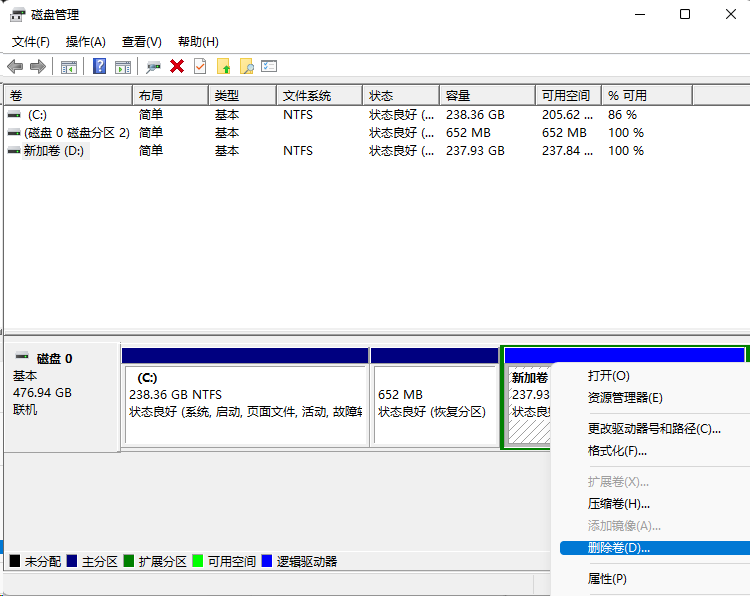 磁盘管理
文件(F) 操作(A) 查看(V) 帮助(H)
卷 布局 类型 文件系统 状态 容量 可用空间 % 可用
(C:) 简单 基本 NTFS 状态良好 (... 238.36 GB 205.62 ... 86 %
(磁盘 0 磁盘分区 2) 简单 基本 状态良好 (... 652 MB 652 MB 100 %
新加卷 (D:) 简单 基本 NTFS 状态良好 (... 237.93 GB 237.84 ... 100 %
磁盘 0
基本
476.94 GB
联机
(C:)
238.36 GB NTFS
状态良好 (系统, 启动, 页面文件, 活动, 故障转
652 MB
状态良好 (恢复分区)
新加卷
237.93
状态良
打开(O)
资源管理器(E)
更改驱动器号和路径(C)...
格式化(F)...
扩展卷(X)...
压缩卷(H)...
添加镜像(A)...
删除卷(D)...
属性(P)
未分配 主分区 扩展分区 可用空间 逻辑驱动器